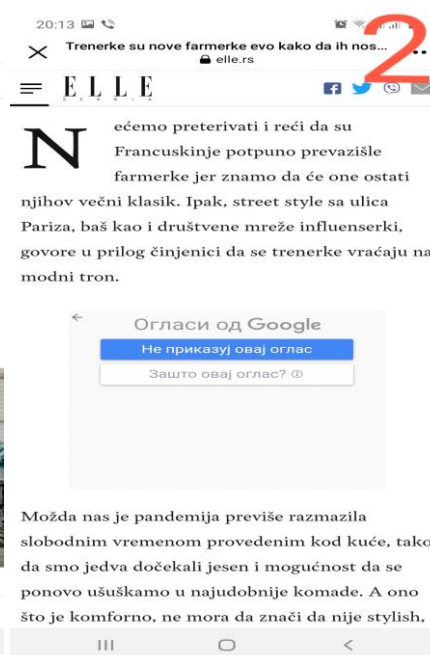 20:13
2
Trenerke su nove farmerke evo kako da ih nos...
elle.rs
ELLE
SERBIA
Nećemo preterivati i reći da su
Francuskinje potpuno prevazišle
farmerke jer znamo da će one ostati
njihov večni klasik. Ipak, street style sa ulica
Pariza, baš kao i društvene mreže influenserki,
govore u prilog činjenici da se trenerke vraćaju na
modni tron.
Огласи од Google
Не приказуј овај оглас
Зашто овај оглас?
Možda nas je pandemija previše razmazila
slobodnim vremenom provedenim kod kuće, tako
da smo jedva dočekali jesen i mogućnost da se
ponovo ušuškamo u najudobnije komade. A ono
što je komforno, ne mora da znači da nije stylish,